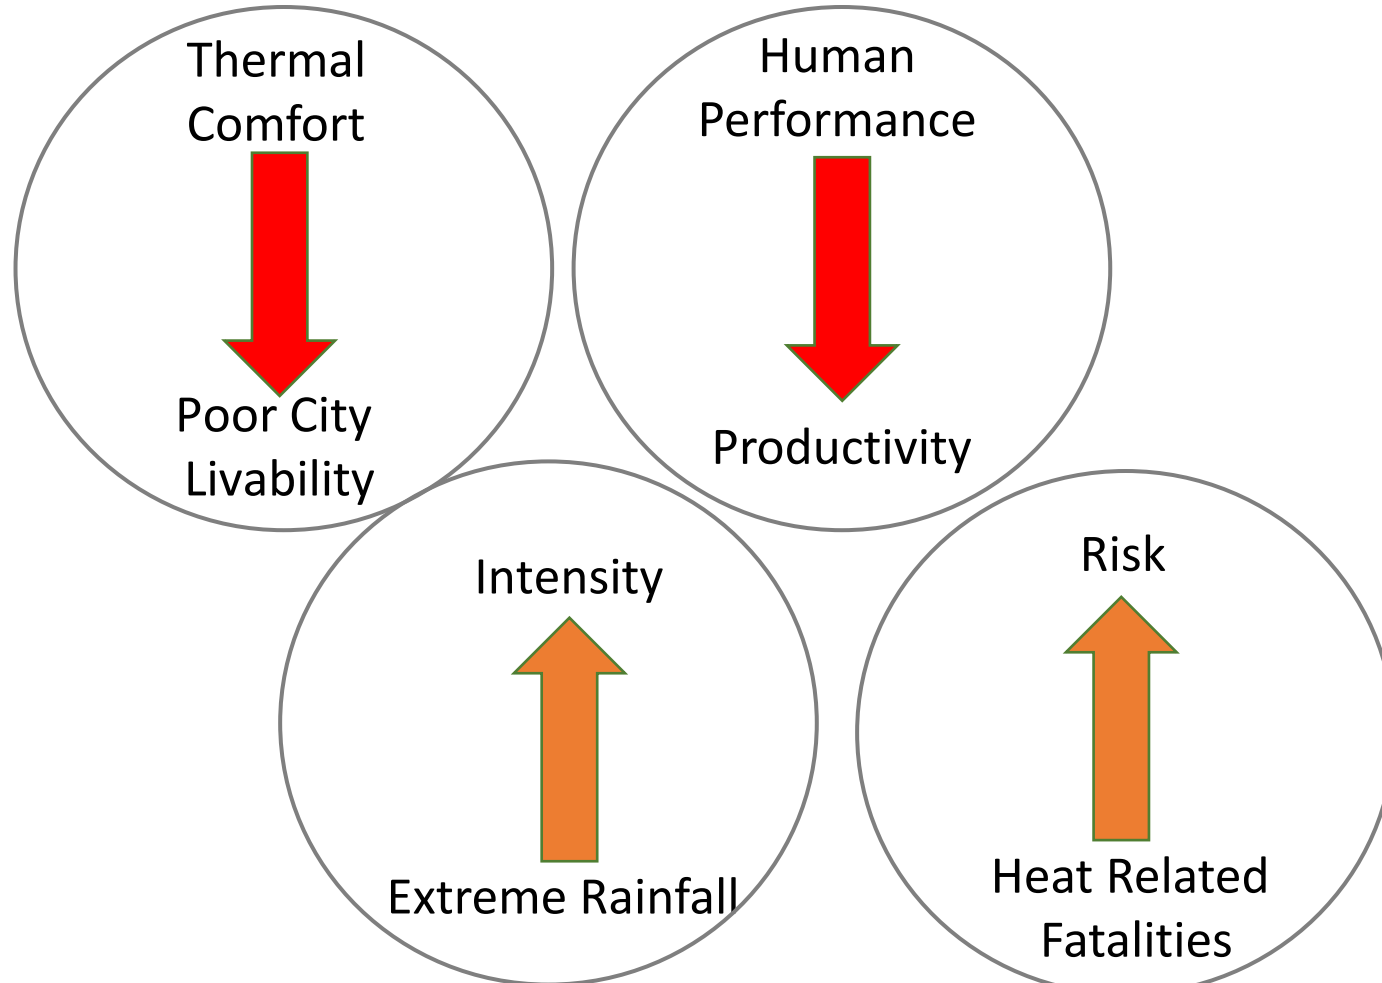 Thermal
Comfort
Poor City
Livability
Human
Performance
Productivity
Intensity
Extreme Rainfall
Risk
Heat Related
Fatalities